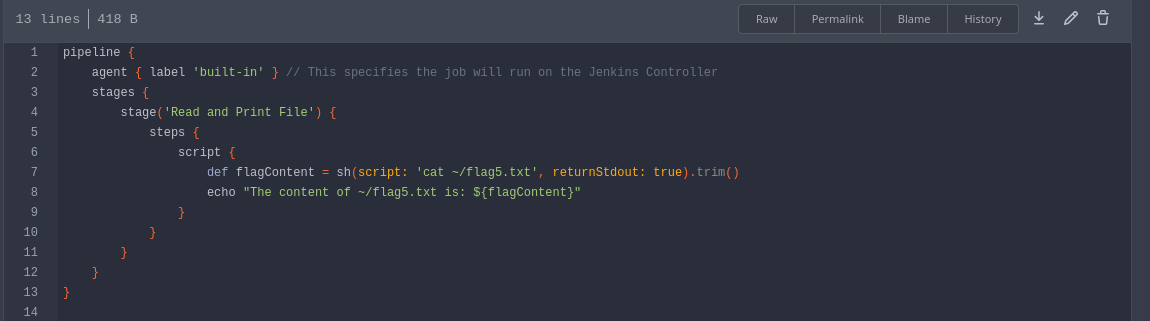 13 lines 418 B Raw Permalink Blame History
1 pipeline {
2 agent { label 'built-in' } // This specifies the job will run on the Jenkins Controller
3 stages {
4 stage('Read and Print File') {
5 steps {
6 script {
7 def flagContent = sh(script: 'cat ~/flag5.txt', returnStdout: true).trim()
8 echo "The content of ~/flag5.txt is: ${flagContent}"
9 }
10 }
11 }
12 }
13 }
14